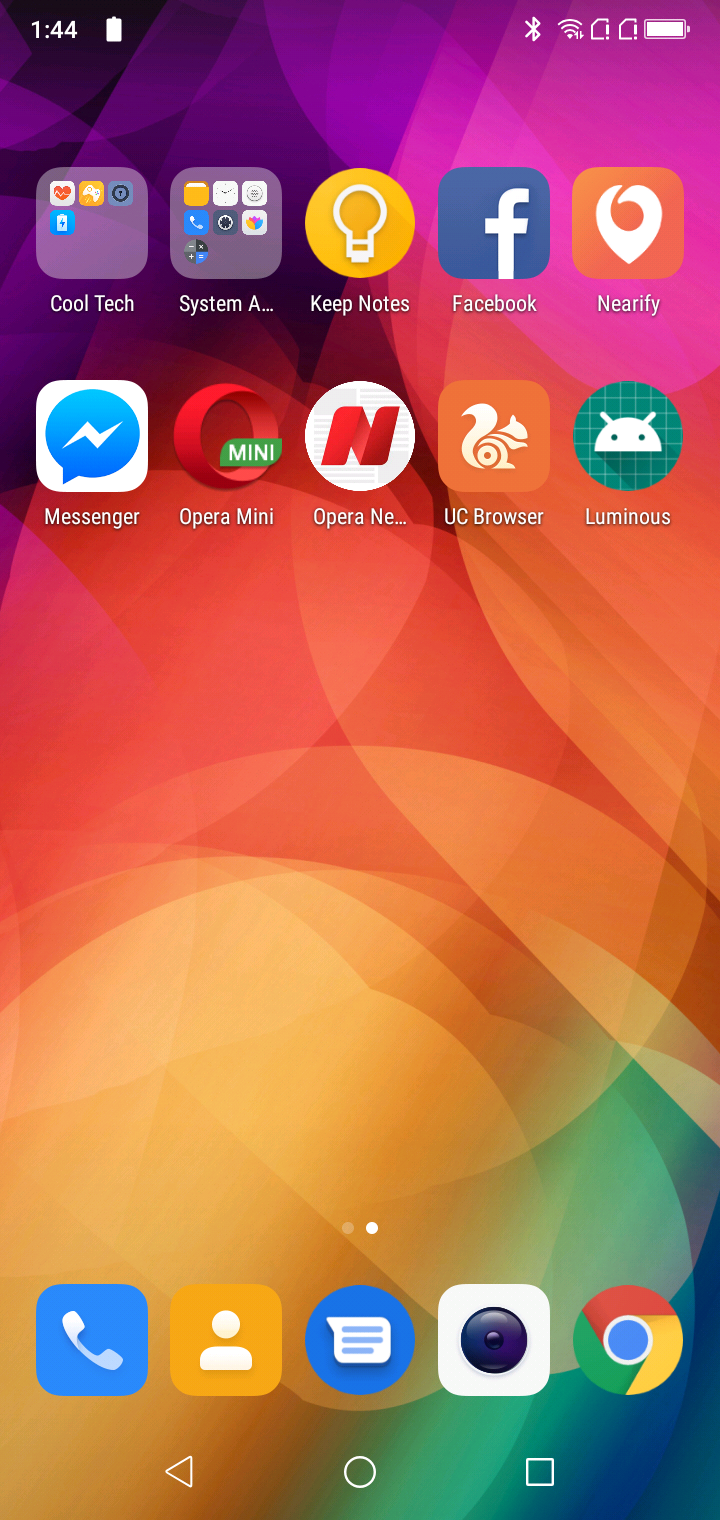 1:44
Cool Tech
System A...
Keep Notes
Facebook
Nearify
MINI
Messenger
Opera Mini
Opera Ne...
UC Browser
Luminous